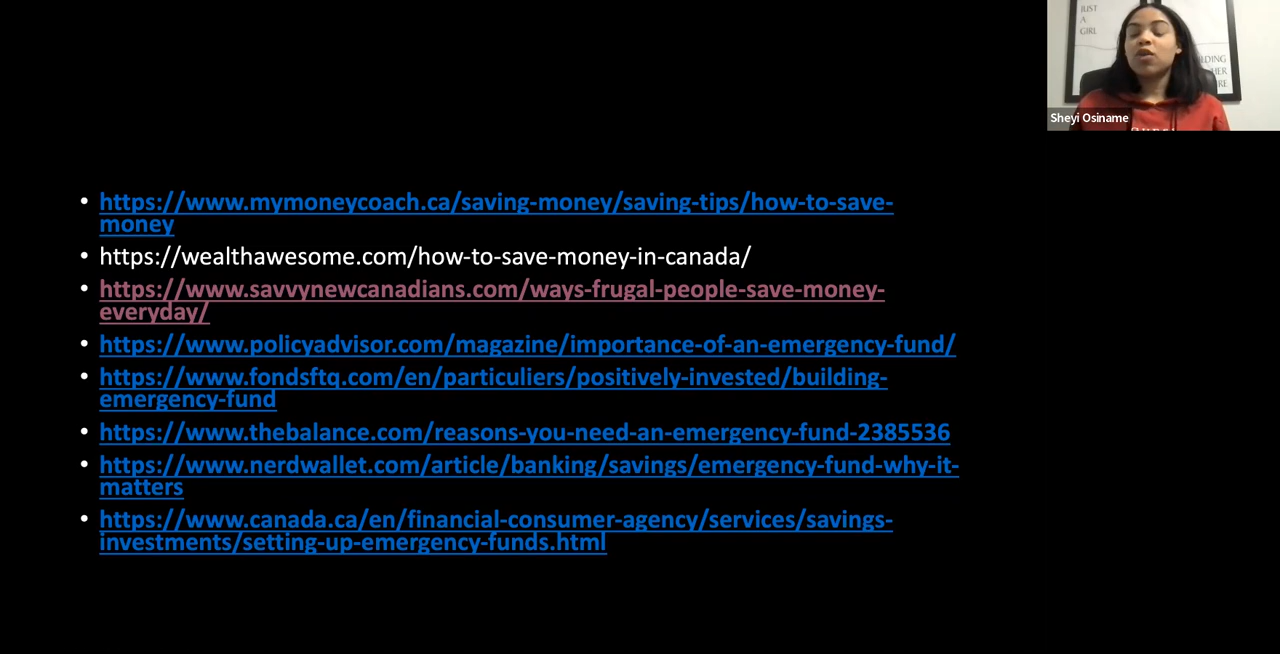 JUST
A
GIRL
HER
Sheyi Osiname
• https://www.mymoneycoach.ca/saving-money/saving-tips/how-to-save-
money
• https://wealthawesome.com/how-to-save-money-in-canada/
• https://www.savvynewcanadians.com/ways-frugal-people-save-money-
everyday/
• https://www.policyadvisor.com/magazine/importance-of-an-emergency-fund/
• https://www.fondsftq.com/en/particuliers/positively-invested/building-
emergency-fund
• https://www.thebalance.com/reasons-you-need-an-emergency-fund-2385536
• https://www.nerdwallet.com/article/banking/savings/emergency-fund-why-it-
matters
• https://www.canada.ca/en/financial-consumer-agency/services/savings-
investments/setting-up-emergency-funds.html